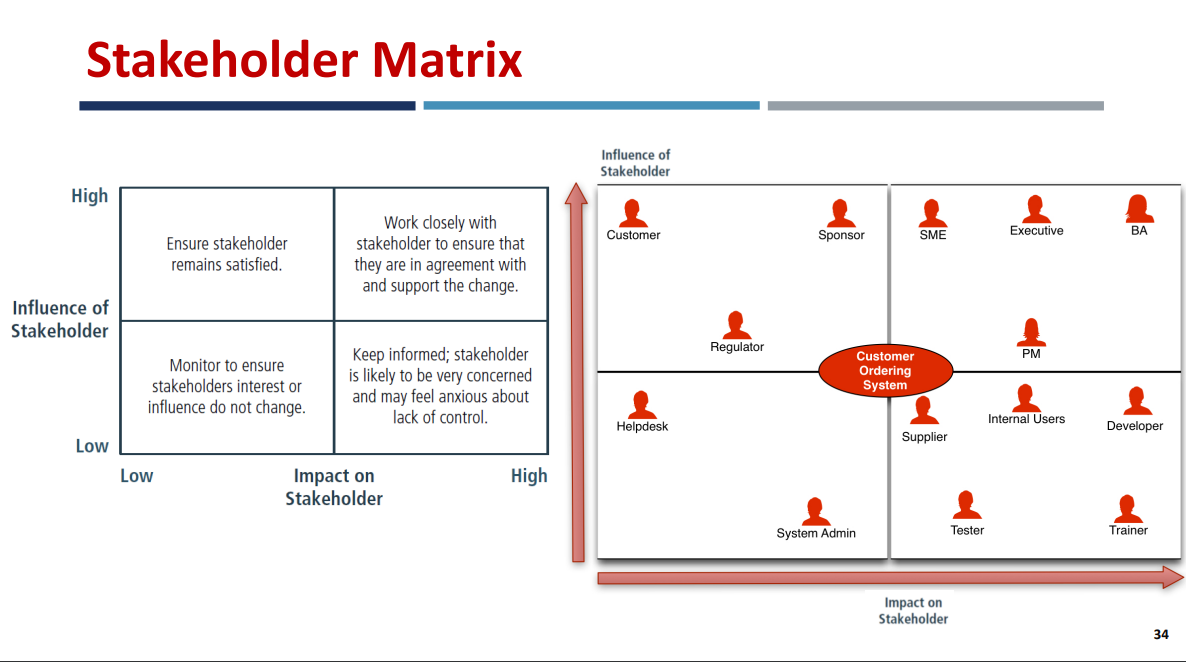 Stakeholder Matrix
High
Ensure stakeholder
remains satisfied.
Work closely with
stakeholder to ensure that
they are in agreement with
and support the change.
Influence of
Stakeholder
Monitor to ensure
stakeholders interest or
influence do not change.
Keep informed; stakeholder
is likely to be very concerned
and may feel anxious about
lack of control.
Low
Low
Impact on
Stakeholder
High
Influence of
Stakeholder
Customer
Sponsor
SME
Executive
BA
Regulator
PM
Customer
Ordering
System
Helpdesk
Supplier
Internal Users
Developer
System Admin
Tester
Trainer
Impact on
Stakeholder
34